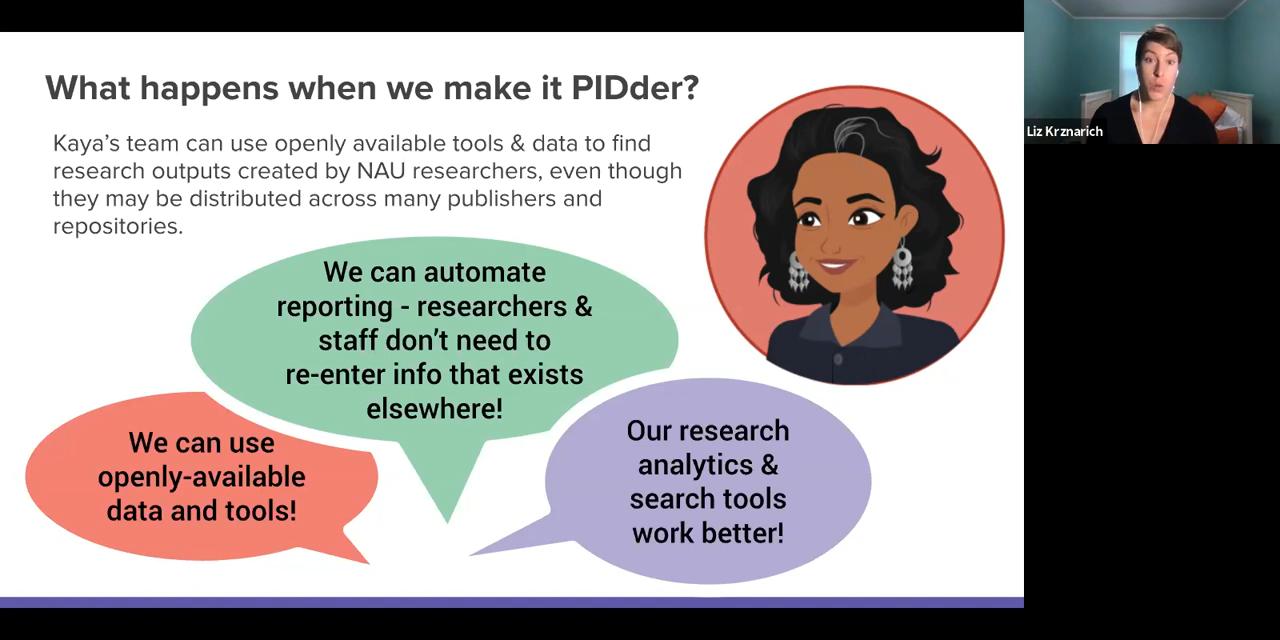 What happens when we make it PIDder?
Kaya's team can use openly available tools & data to find
research outputs created by NAU researchers, even though
they may be distributed across many publishers and
repositories.
We can automate
reporting - researchers &
staff don't need to
re-enter info that exists
elsewhere!
We can use
openly-available
data and tools!
Our research
analytics &
search tools
work better!
Liz Krznarich